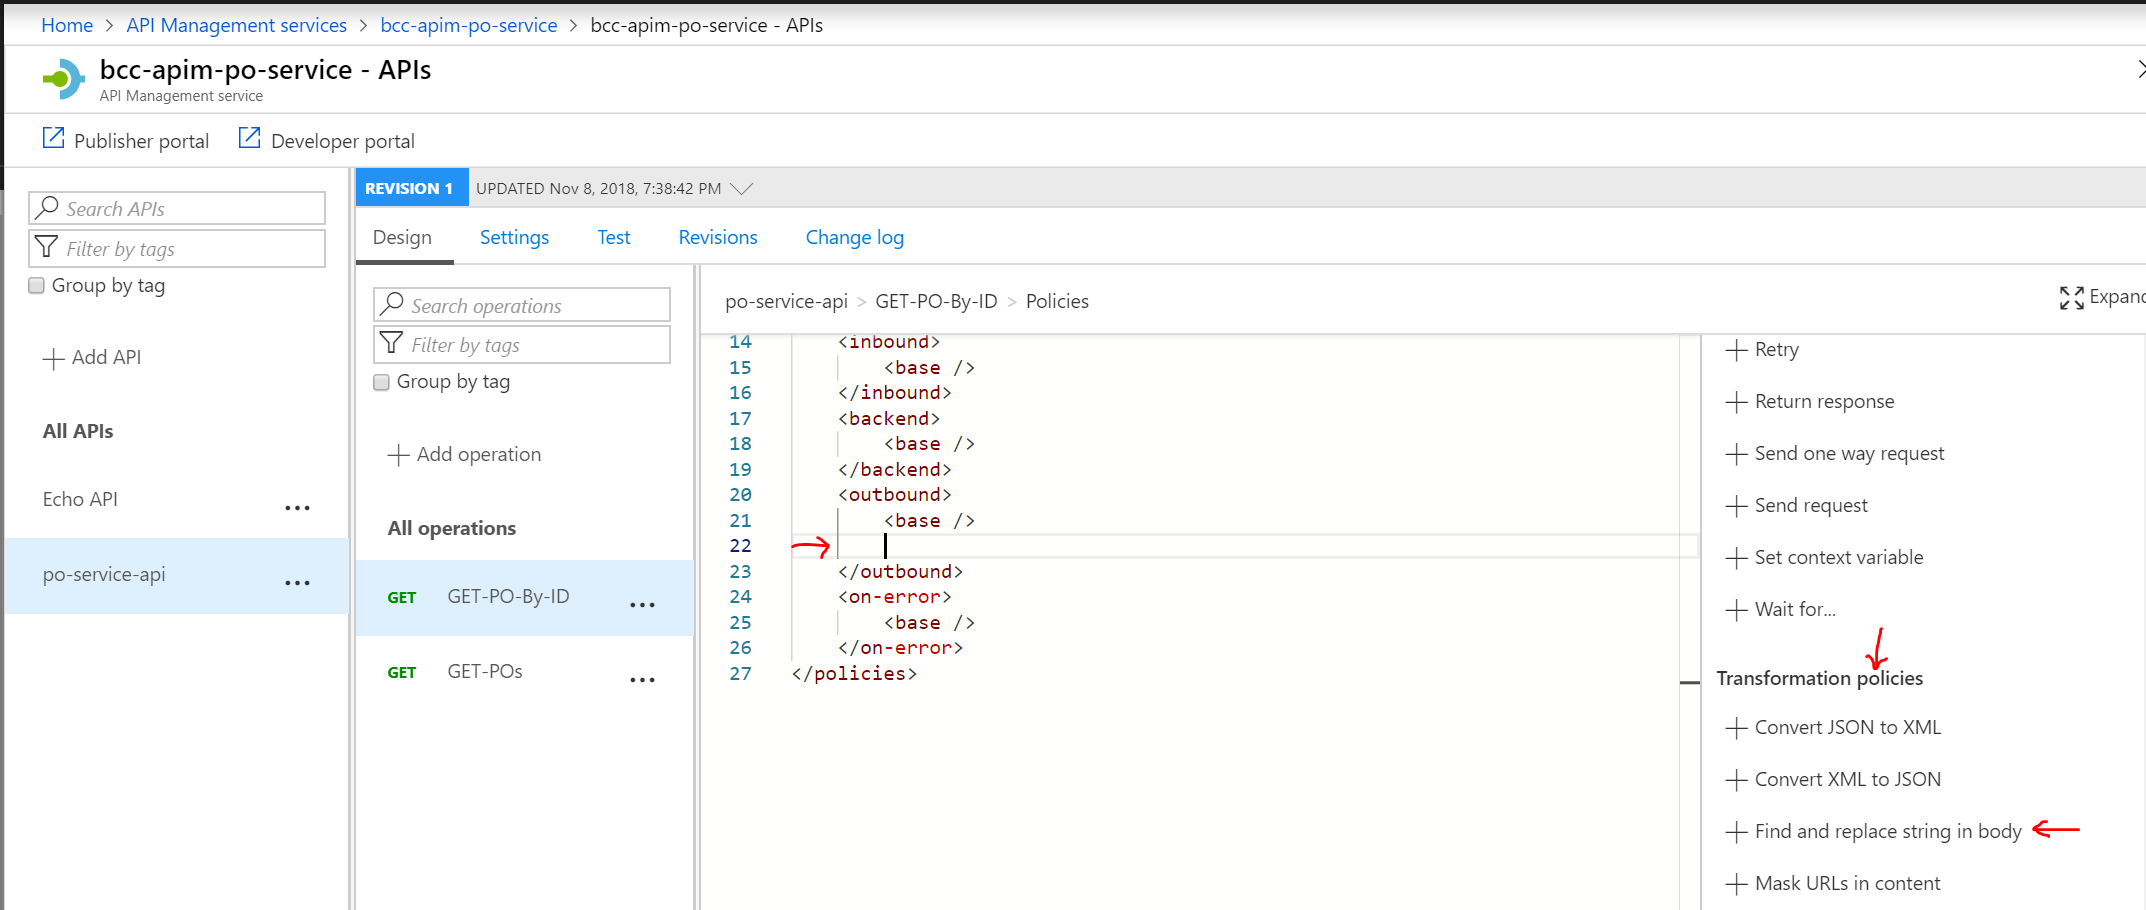 Home > API Management services > bcc-apim-po-service > bcc-apim-po-service - APIs
bcc-apim-po-service - APIs
API Management service
Publisher portal
Developer portal
Search APIs
Filter by tags
Group by tag
Add API
All APIs
Echo API ...
po-service-api ...
REVISION 1 UPDATED Nov 8, 2018, 7:38:42 PM
Design Settings Test Revisions Change log
Search operations
Filter by tags
Group by tag
Add operation
All operations
GET GET-PO-By-ID ...
GET GET-POs ...
po-service-api > GET-PO-By-ID > Policies
14 <inbound>
15 <base />
16 </inbound>
17 <backend>
18 <base />
19 </backend>
20 <outbound>
21 <base />
22
23 </outbound>
24 <on-error>
25 <base />
26 </on-error>
27 </policies>
Retry
Return response
Send one way request
Send request
Set context variable
Wait for...
Transformation policies
Convert JSON to XML
Convert XML to JSON
Find and replace string in body
Mask URLs in content